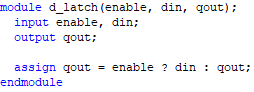 module d_latch(enable, din, qout);
input enable, din;
output qout;
assign qout = enable ? din : qout;
endmodule